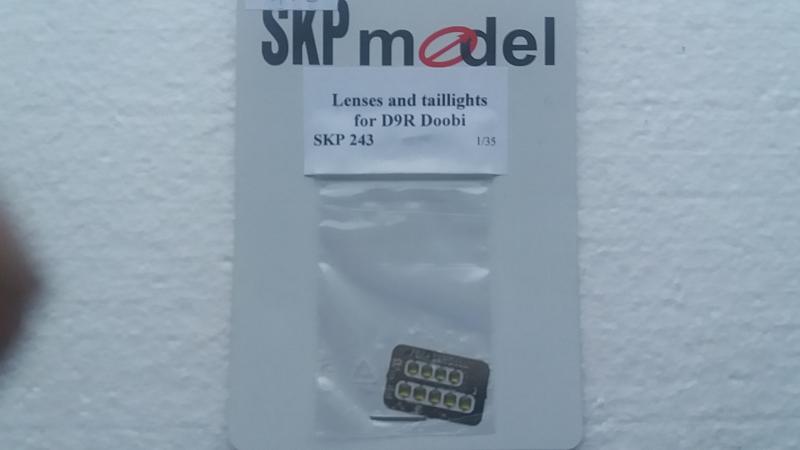 SKP model
Lenses and taillights
for D9R Doobi
SKP 243 1/35